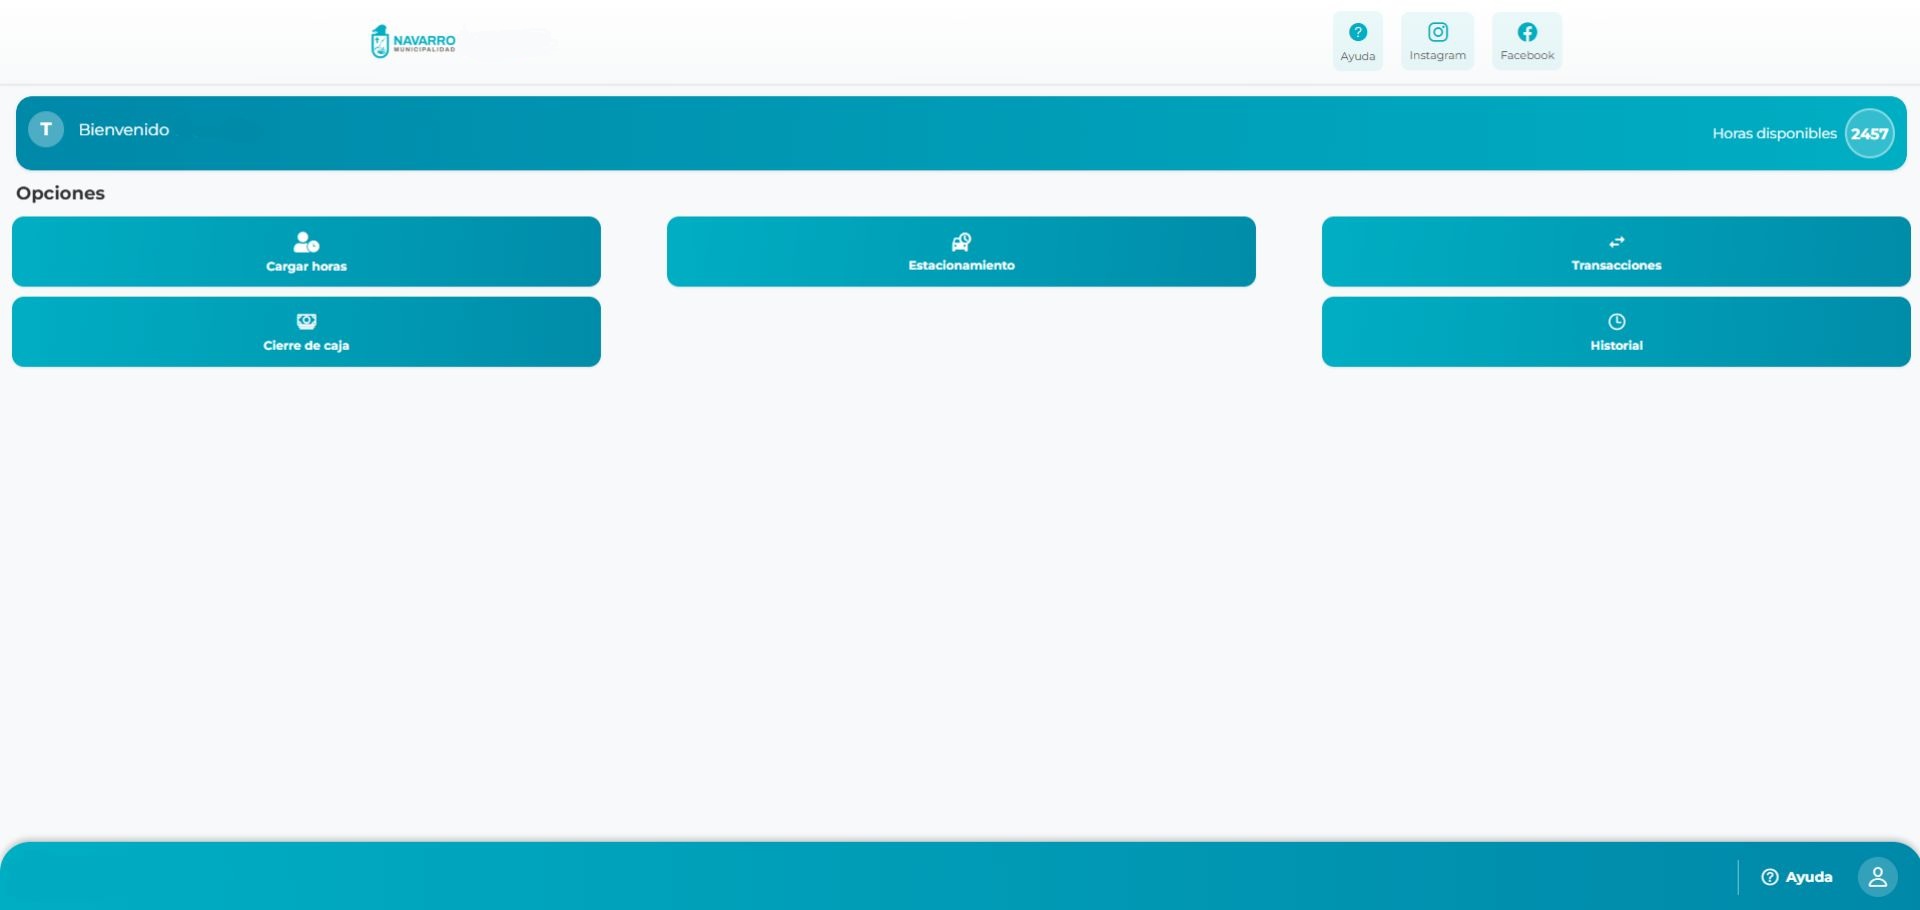 NAVARRO
MUNICIPALIDAD
Ayuda
Instagram
Facebook
T
Bienvenido
Horas disponibles 2457
Opciones
Cargar horas
Estacionamiento
Transacciones
Cierre de caja
Historial
Ayuda